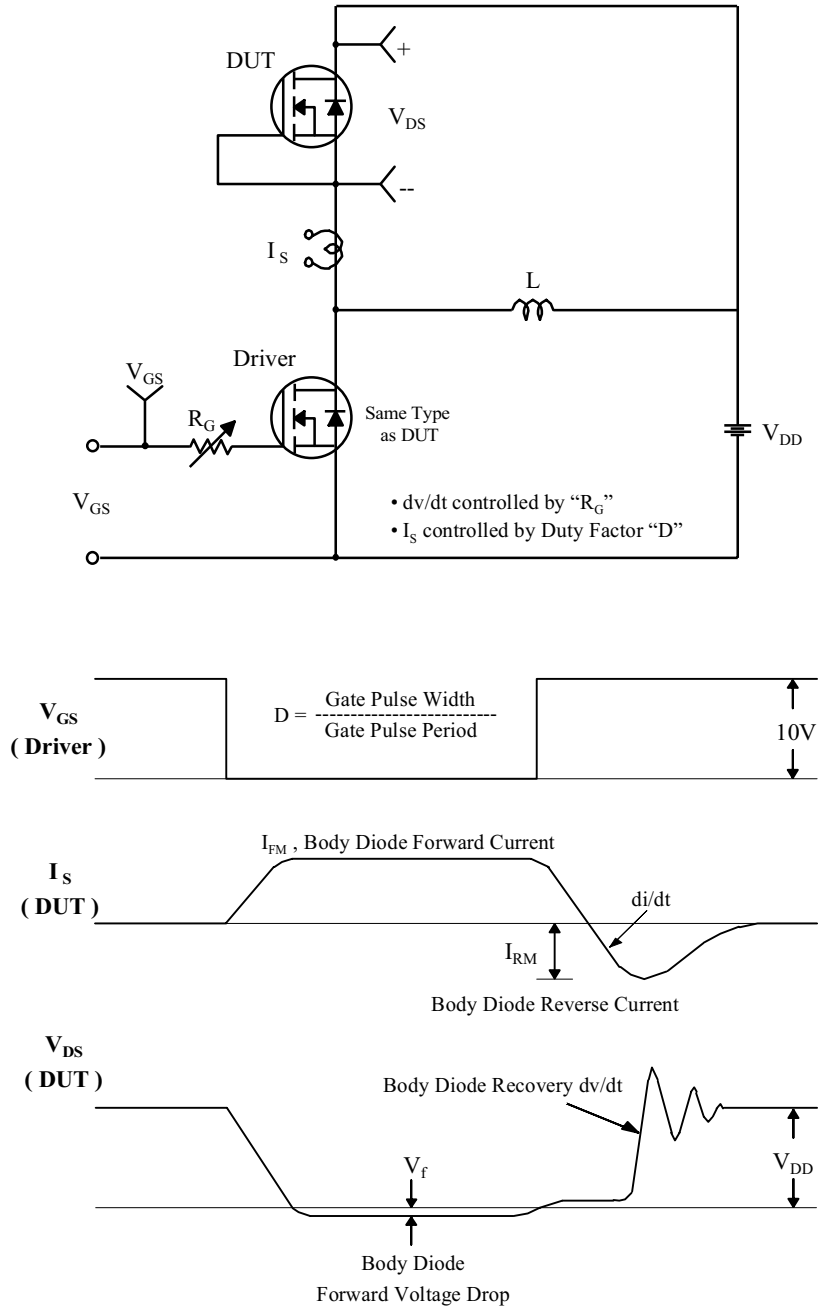 +
DUT
V_DS
--
I_S
L
Driver
V_GS
R_G
Same Type
as DUT
V_DD
V_GS
• dv/dt controlled by “R_G”
• I_S controlled by Duty Factor “D”
V_GS
( Driver )
D = Gate Pulse Width
--------------------------
Gate Pulse Period
10V
I_FM , Body Diode Forward Current
I_S
( DUT )
di/dt
I_RM
Body Diode Reverse Current
V_DS
( DUT )
Body Diode Recovery dv/dt
V_f
V_DD
Body Diode
Forward Voltage Drop